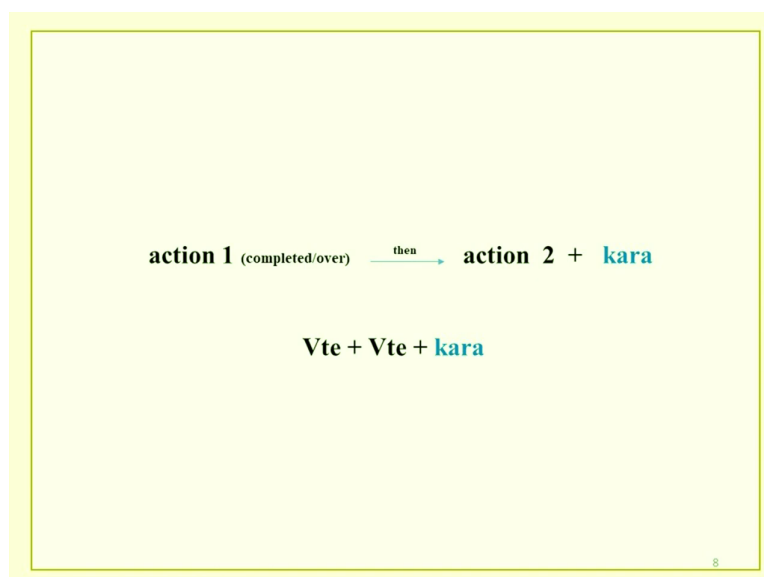 action 1 (completed/over) then action 2 + kara
Vte + Vte + kara
8